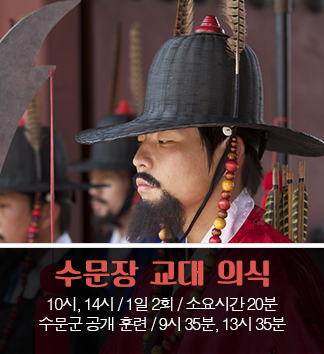 수문장 교대 의식
10시, 14시 / 1일 2회 / 소요시간 20분
수문군 공개 훈련 / 9시 35분, 13시 35분